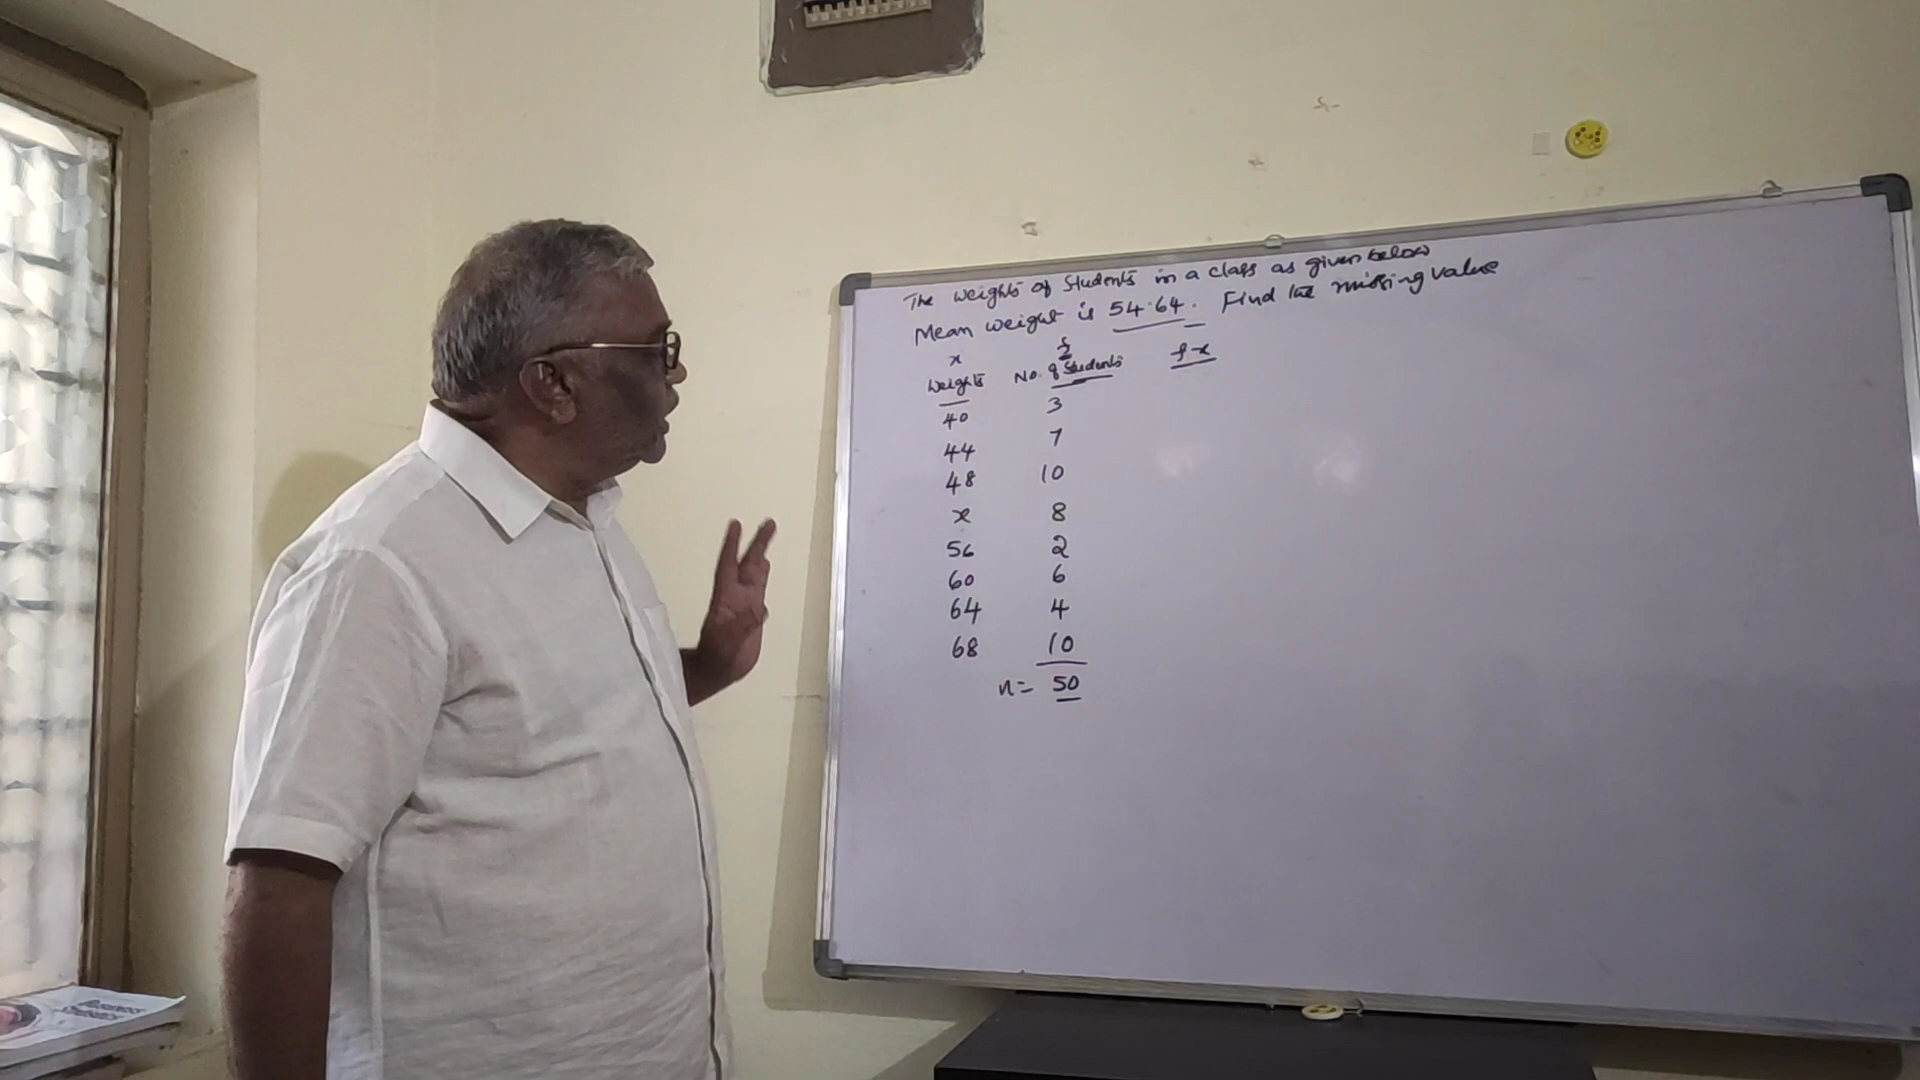 The Weights of Students in a class as given below
Mean weight is 54.64. Find the missing value
x f fx
Weights No. of Students
40 3
44 7
48 10
x 8
56 2
60 6
64 4
68 10
n = 50
Business